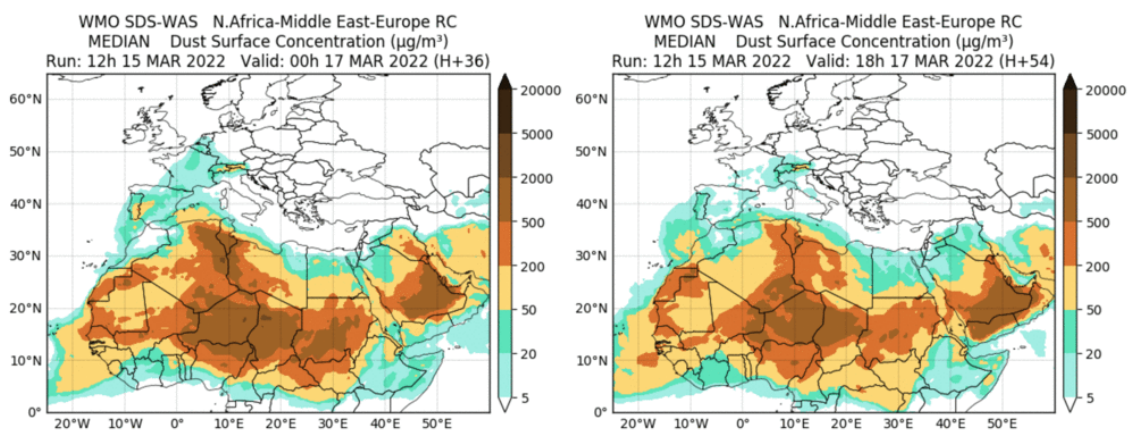 WMO SDS-WAS N.Africa-Middle East-Europe RC
MEDIAN Dust Surface Concentration (µg/m³)
Run: 12h 15 MAR 2022 Valid: 00h 17 MAR 2022 (H+36)
60°N
50°N
40°N
30°N
20°N
10°N
0°
20°W
10°W
0°
10°E
20°E
30°E
40°E
50°E
20000
5000
2000
500
200
50
20
5
WMO SDS-WAS N.Africa-Middle East-Europe RC
MEDIAN Dust Surface Concentration (µg/m³)
Run: 12h 15 MAR 2022 Valid: 18h 17 MAR 2022 (H+54)
60°N
50°N
40°N
30°N
20°N
10°N
0°
20°W
10°W
0°
10°E
20°E
30°E
40°E
50°E
20000
5000
2000
500
200
50
20
5